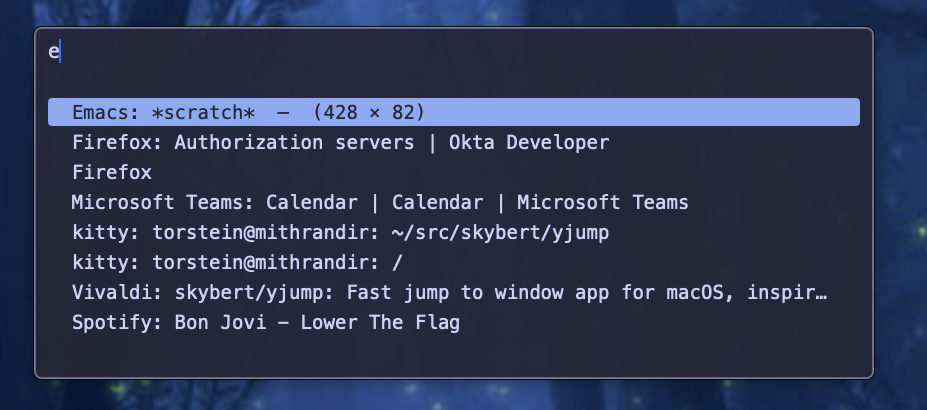 e
Emacs: *scratch*  —  (428 × 82)
Firefox: Authorization servers | Okta Developer
Firefox
Microsoft Teams: Calendar | Calendar | Microsoft Teams
kitty: torstein@mithrandir: ~/src/skybert/yjump
kitty: torstein@mithrandir: /
Vivaldi: skybert/yjump: Fast jump to window app for macOS, inspir…
Spotify: Bon Jovi – Lower The Flag